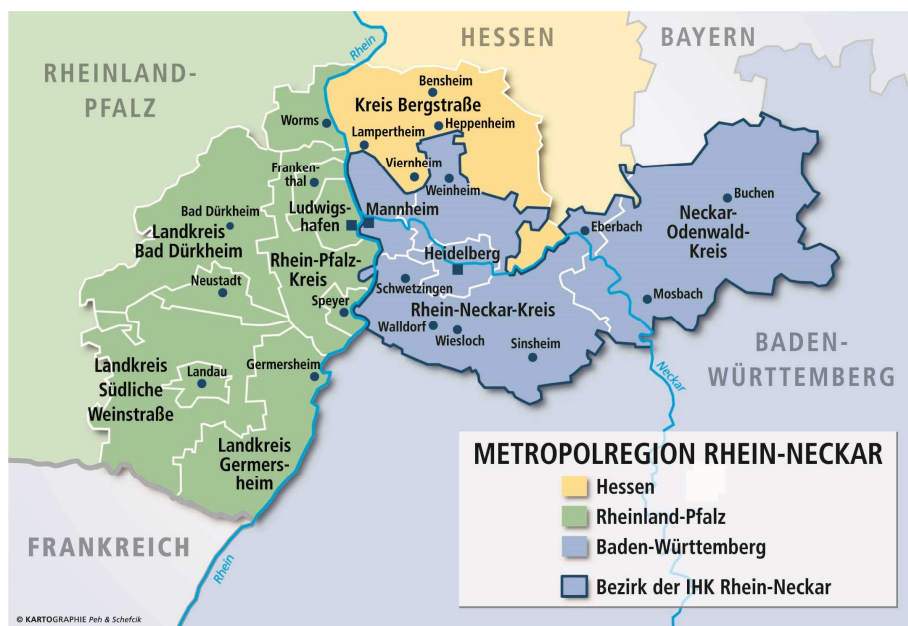 HESSEN
BAYERN
RHEINLAND-
PFALZ
Rhein
Bensheim
Kreis Bergstraße
Heppenheim
Worms
Lampertheim
Viernheim
Weinheim
Franken-
thal
Buchen
Bad Dürkheim
Landkreis
Bad Dürkheim
Ludwigs-
hafen
Mannheim
Eberbach
Neckar-
Odenwald-
Kreis
Heidelberg
Rhein-Pfalz-
Kreis
Neustadt
Schwetzingen
Speyer
Rhein-Neckar-Kreis
Mosbach
Walldorf
Wiesloch
Sinsheim
BADEN-
WÜRTTEMBERG
Landkreis
Südliche
Weinstraße
Landau
Germersheim
Neckar
Landkreis
Germers-
heim
FRANKREICH
Rhein
METROPOLREGION RHEIN-NECKAR
Hessen
Rheinland-Pfalz
Baden-Württemberg
Bezirk der IHK Rhein-Neckar
© KARTOGRAPHIE Peh & Schefcik